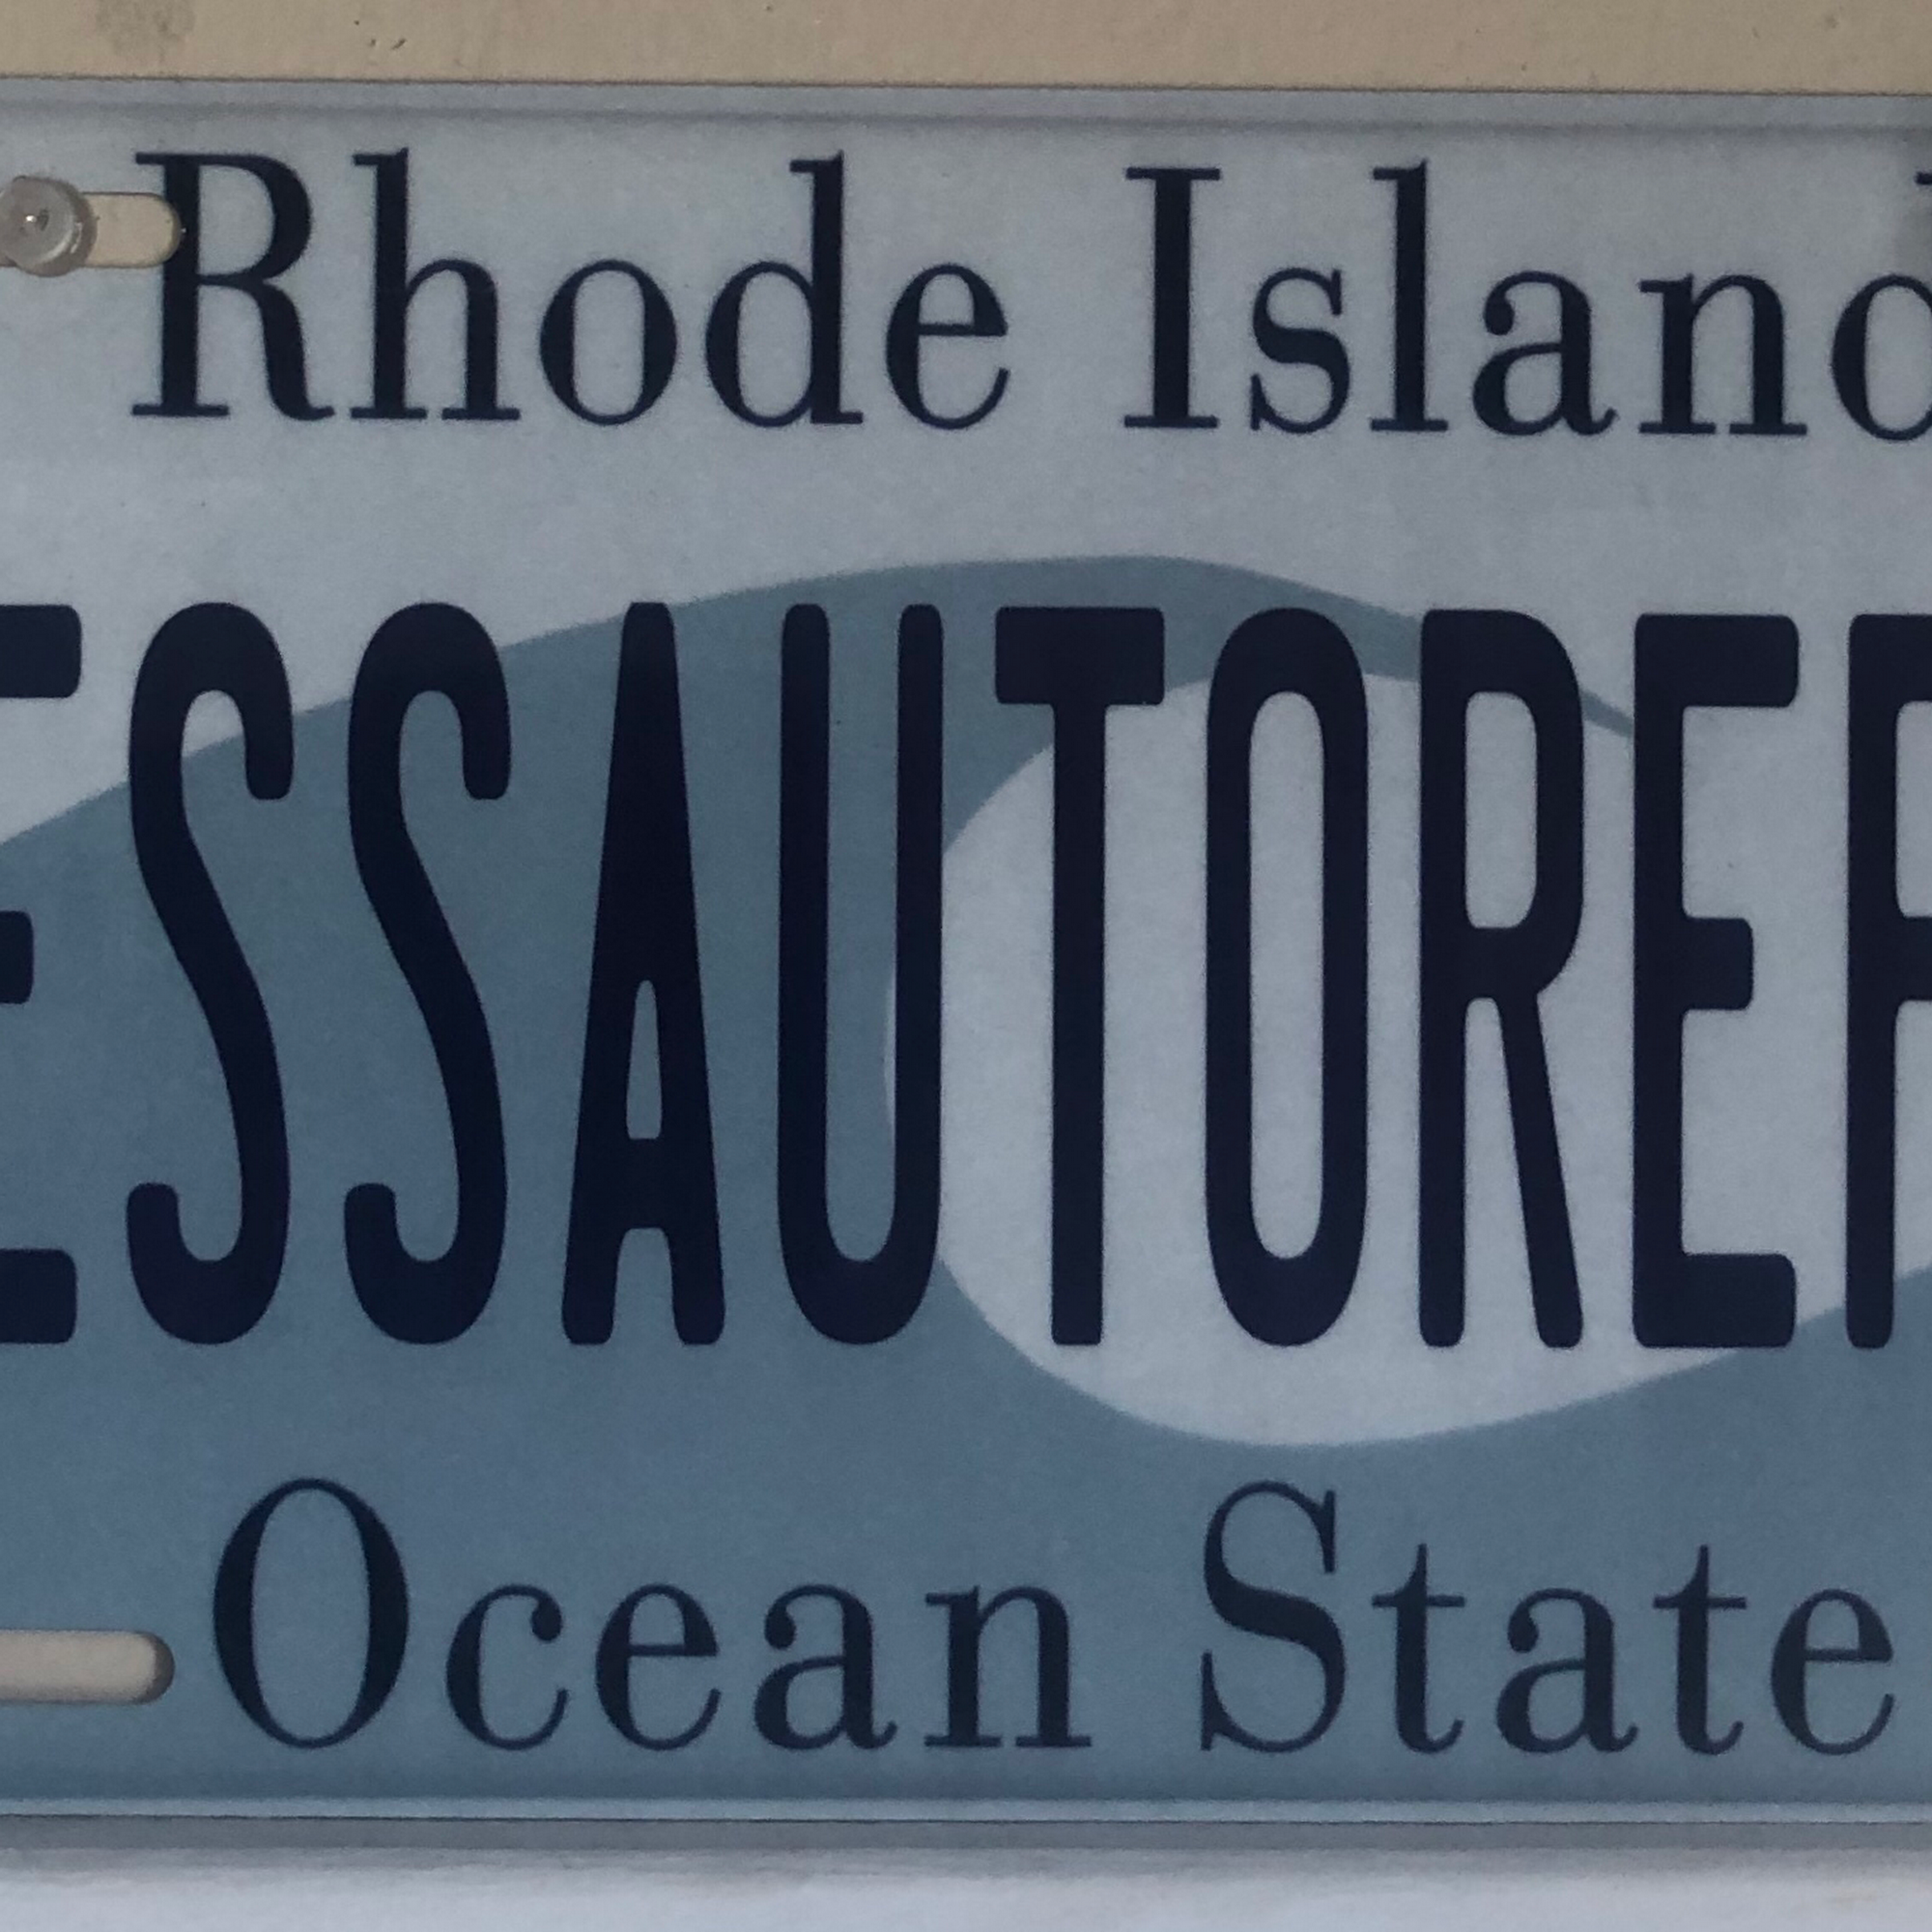 Rhode Island
ESSAUTORE
Ocean State